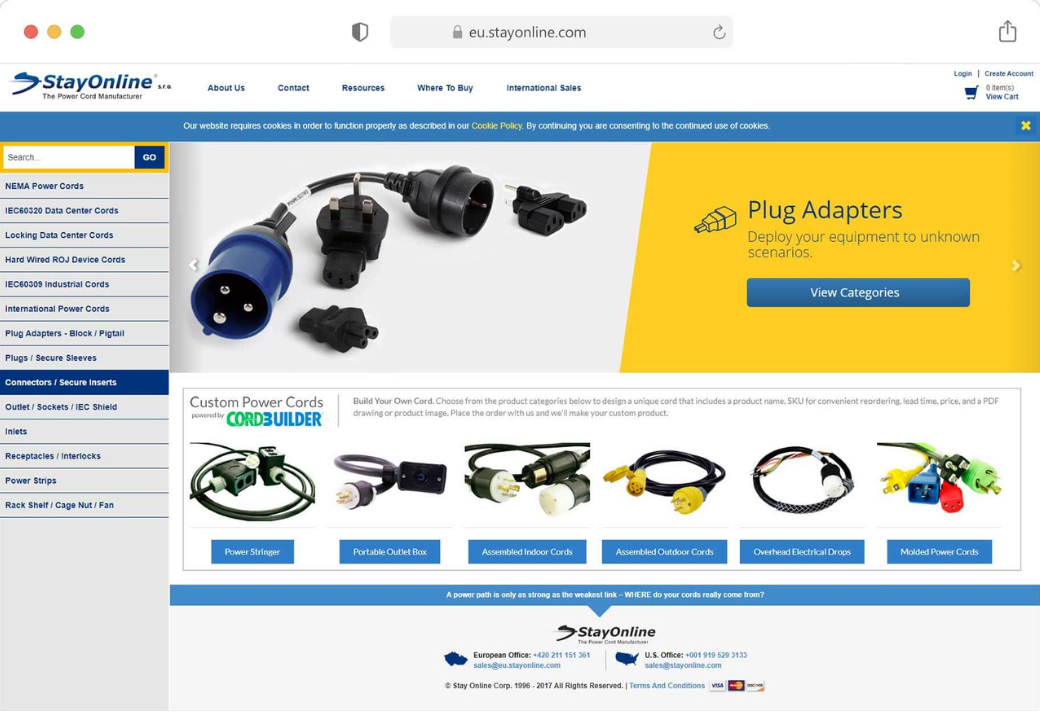 eu.stayonline.com
StayOnline® s.r.o.
The Power Cord Manufacturer
About Us
Contact
Resources
Where To Buy
International Sales
Login | Create Account
0 item(s)
View Cart
Our website requires cookies in order to function properly as described in our Cookie Policy. By continuing you are consenting to the continued use of cookies.
Search...
GO
NEMA Power Cords
IEC60320 Data Center Cords
Locking Data Center Cords
Hard Wired ROJ Device Cords
IEC60309 Industrial Cords
International Power Cords
Plug Adapters - Block / Pigtail
Plugs / Secure Sleeves
Connectors / Secure Inserts
Outlet / Sockets / IEC Shield
Inlets
Receptacles / Interlocks
Power Strips
Rack Shelf / Cage Nut / Fan
Plug Adapters
Deploy your equipment to unknown
scenarios.
View Categories
Custom Power Cords
powered by CORDBUILDER
Build Your Own Cord. Choose from the product categories below to design a unique cord that includes a product name, SKU for convenient reordering, lead time, price, and a PDF
drawing or product image. Place the order with us and we'll make your custom product.
Power Stringer
Portable Outlet Box
Assembled Indoor Cords
Assembled Outdoor Cords
Overhead Electrical Drops
Molded Power Cords
A power path is only as strong as the weakest link – WHERE do your cords really come from?
StayOnline
The Power Cord Manufacturer
European Office: +420 211 151 361
sales@eu.stayonline.com
U.S. Office: +001 919 529 3133
sales@stayonline.com
© Stay Online Corp. 1996 - 2017 All Rights Reserved. | Terms And Conditions
VISA
DISCOVER